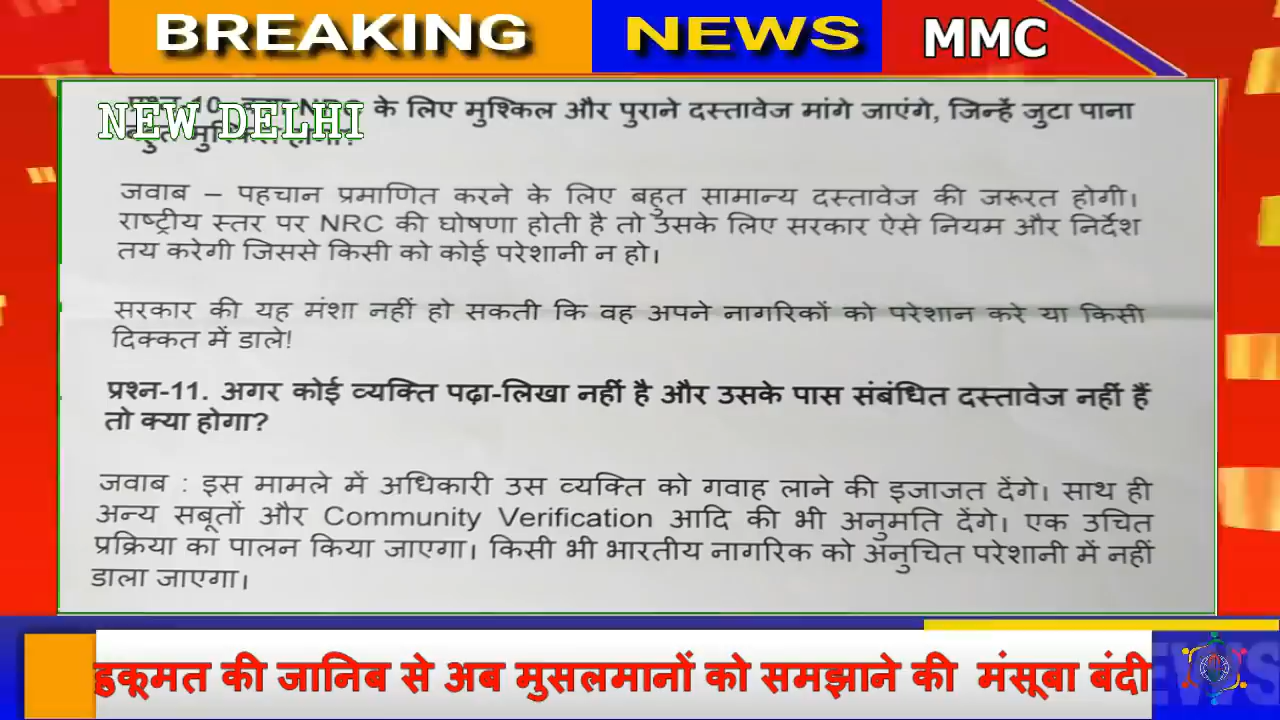 BREAKING NEWS MMC
NEW DELHI
के लिए मुश्किल और पुराने दस्तावेज मांगे जाएंगे, जिन्हें जुटा पाना
जवाब – पहचान प्रमाणित करने के लिए बहुत सामान्य दस्तावेज की जरूरत होगी।
राष्ट्रीय स्तर पर NRC की घोषणा होती है तो उसके लिए सरकार ऐसे नियम और निर्देश
तय करेगी जिससे किसी को कोई परेशानी न हो।
सरकार की यह मंशा नहीं हो सकती कि वह अपने नागरिकों को परेशान करे या किसी
दिक्कत में डाले!
प्रश्न-11. अगर कोई व्यक्ति पढ़ा-लिखा नहीं है और उसके पास संबंधित दस्तावेज नहीं हैं
तो क्या होगा?
जवाब : इस मामले में अधिकारी उस व्यक्ति को गवाह लाने की इजाजत देंगे। साथ ही
अन्य सबूतों और Community Verification आदि की भी अनुमति देंगे। एक उचित
प्रक्रिया का पालन किया जाएगा। किसी भी भारतीय नागरिक को अनुचित परेशानी में नहीं
डाला जाएगा।
हुकूमत की जानिब से अब मुसलमानों को समझाने की मंसूबा बंदी
NEWS